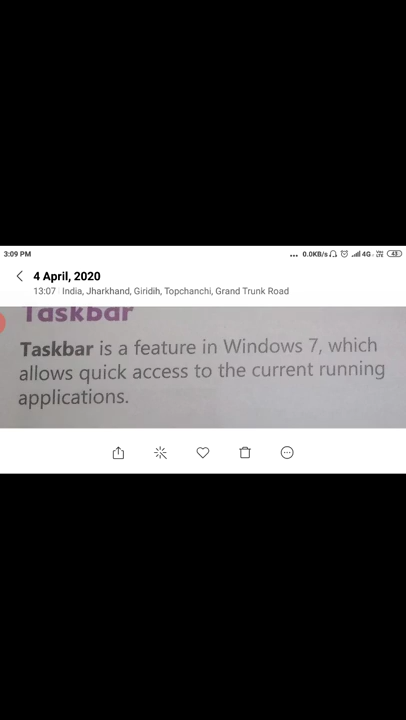 3:09 PM ... 0.0KB/s 4G 43
4 April, 2020
13:07 India, Jharkhand, Giridih, Topchanchi, Grand Trunk Road
Taskbar
Taskbar is a feature in Windows 7, which
allows quick access to the current running
applications.